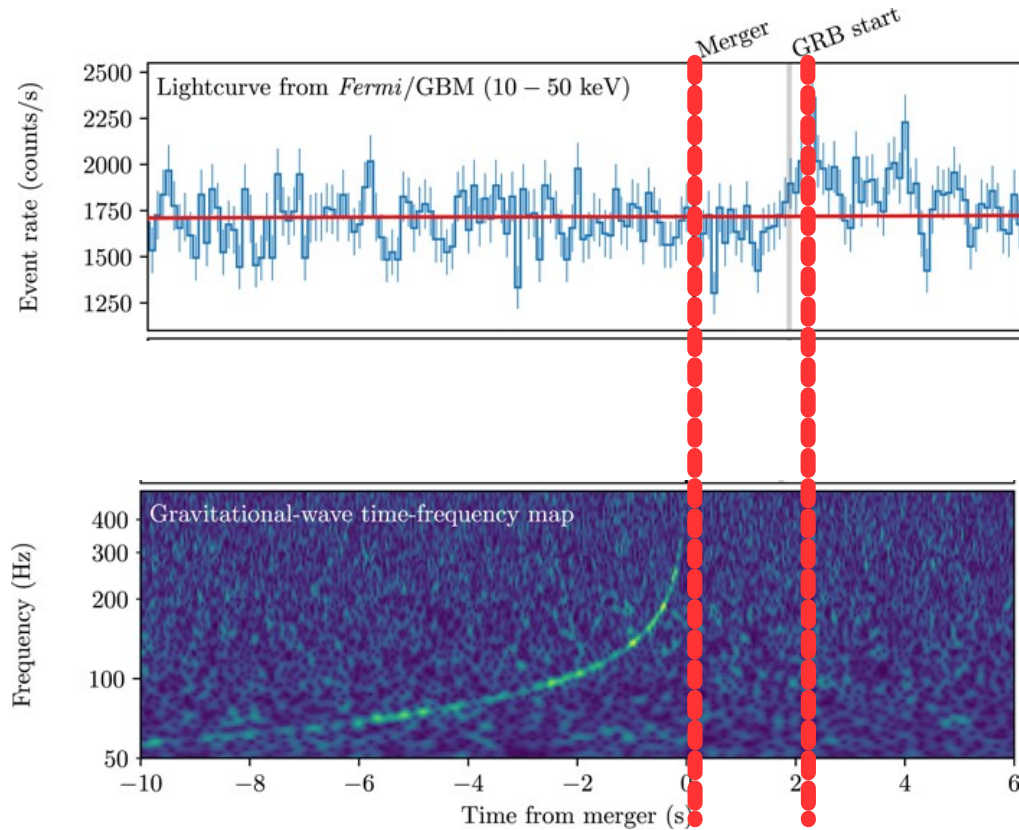 Merger
GRB start
Lightcurve from Fermi/GBM (10 − 50 keV)
Event rate (counts/s)
2500
2250
2000
1750
1500
1250
Gravitational-wave time-frequency map
Frequency (Hz)
400
300
200
100
50
−10 −8 −6 −4 −2 0 2 4 6
Time from merger (s)